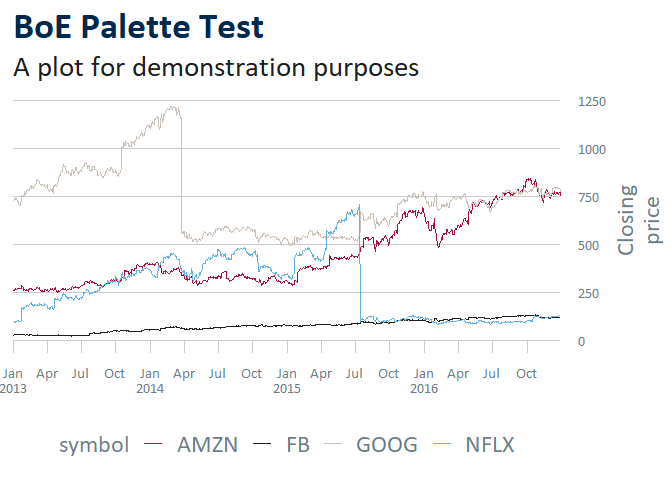 BoE Palette Test
A plot for demonstration purposes
1250
1000
750
500
250
0
Closing
price
Jan Apr Jul Oct Jan Apr Jul Oct Jan Apr Jul Oct Jan Apr Jul Oct
2013 2014 2015 2016
symbol AMZN FB GOOG NFLX